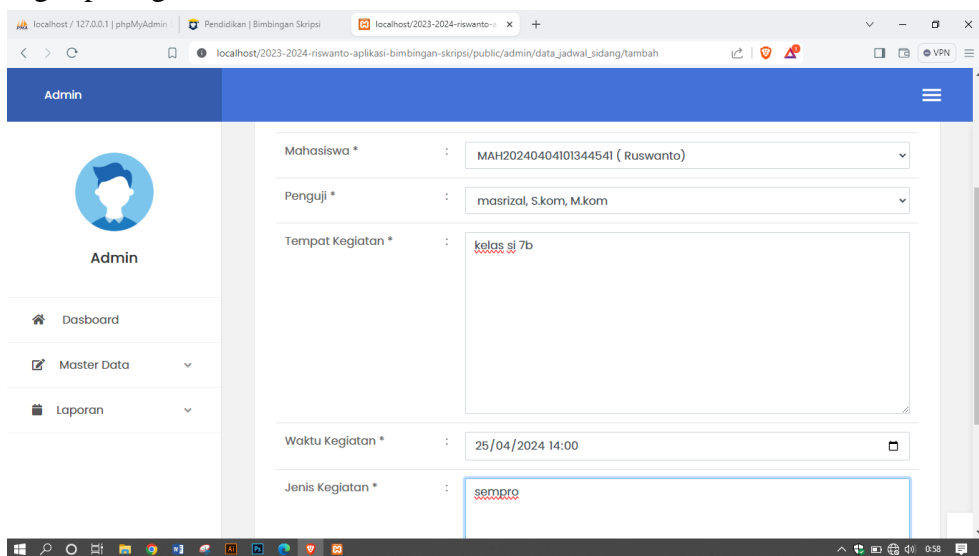 localhost / 127.0.0.1 | phpMyAdmin
Pendidikan | Bimbingan Skripsi
localhost/2023-2024-riswanto-a
localhost/2023-2024-riswanto-aplikasi-bimbingan-skripsi/public/admin/data_jadwal_sidang/tambah
VPN
Admin
Mahasiswa * : MAH20240404101344541 ( Ruswanto)
Penguji * : masrizal, S.kom, M.kom
Tempat Kegiatan * : kelas si 7b
Admin
Dasboard
Master Data
Laporan
Waktu Kegiatan * : 25/04/2024 14:00
Jenis Kegiatan * : sempro
0:58